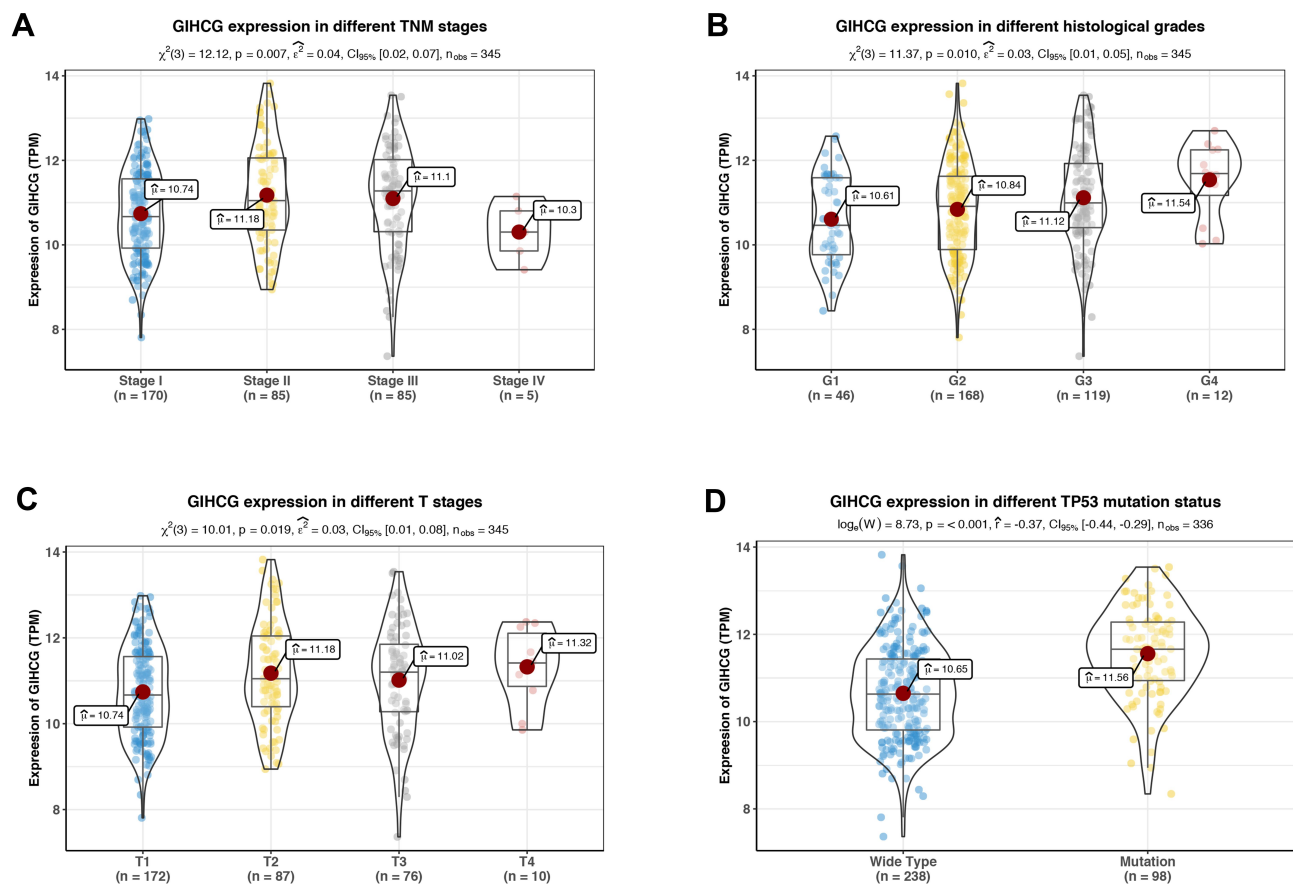 A
GIHCG expression in different TNM stages
χ²(3) = 12.12, p = 0.007, ε̂² = 0.04, CI95% [0.02, 0.07], nobs = 345
Expreesion of GIHCG (TPM)
14
12
10
8
μ̂ = 10.74
μ̂ = 11.18
μ̂ = 11.1
μ̂ = 10.3
Stage I
(n = 170)
Stage II
(n = 85)
Stage III
(n = 85)
Stage IV
(n = 5)
B
GIHCG expression in different histological grades
χ²(3) = 11.37, p = 0.010, ε̂² = 0.03, CI95% [0.01, 0.05], nobs = 345
Expreesion of GIHCG (TPM)
14
12
10
8
μ̂ = 10.61
μ̂ = 10.84
μ̂ = 11.12
μ̂ = 11.54
G1
(n = 46)
G2
(n = 168)
G3
(n = 119)
G4
(n = 12)
C
GIHCG expression in different T stages
χ²(3) = 10.01, p = 0.019, ε̂² = 0.03, CI95% [0.01, 0.08], nobs = 345
Expreesion of GIHCG (TPM)
14
12
10
8
μ̂ = 10.74
μ̂ = 11.18
μ̂ = 11.02
μ̂ = 11.32
T1
(n = 172)
T2
(n = 87)
T3
(n = 76)
T4
(n = 10)
D
GIHCG expression in different TP53 mutation status
loge(W) = 8.73, p = < 0.001, r̂ = -0.37, CI95% [-0.44, -0.29], nobs = 336
Expreesion of GIHCG (TPM)
14
12
10
8
μ̂ = 10.65
μ̂ = 11.56
Wide Type
(n = 238)
Mutation
(n = 98)